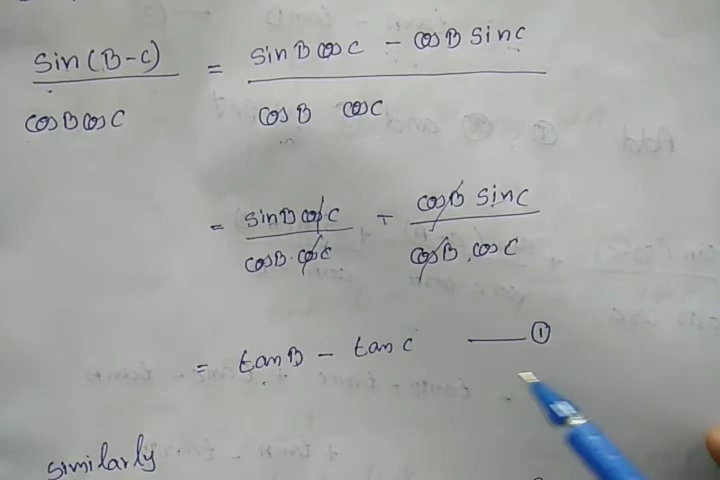 sin(B-C) / cosB cosC = sinB cosC - cosB sinC / cosB cosC
= sinB cosC / cosB · cosC - cosB sinC / cosB . cosC
= tanB - tanC —— ①
similarly